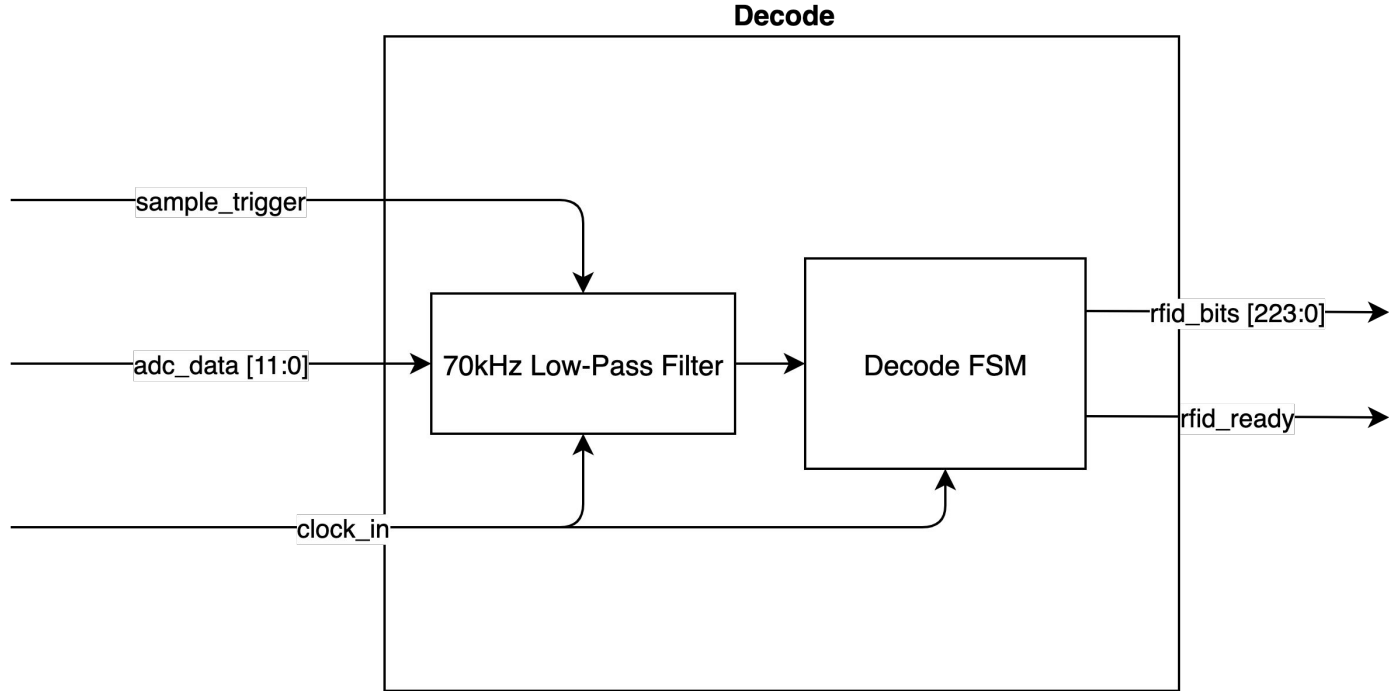 Decode
sample_trigger
adc_data [11:0]
70kHz Low-Pass Filter
Decode FSM
rfid_bits [223:0]
rfid_ready
clock_in